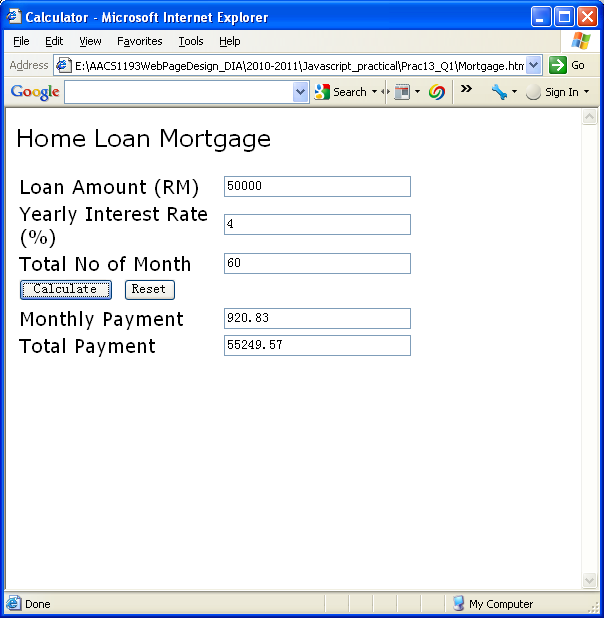 Calculator - Microsoft Internet Explorer
File Edit View Favorites Tools Help
Address E:\AACS1193WebPageDesign_DIA\2010-2011\Javascript_practical\Prac13_Q1\Mortgage.htm Go
Google Search Sign In
Home Loan Mortgage
Loan Amount (RM) 50000
Yearly Interest Rate
(%) 4
Total No of Month 60
Calculate Reset
Monthly Payment 920.83
Total Payment 55249.57
Done My Computer